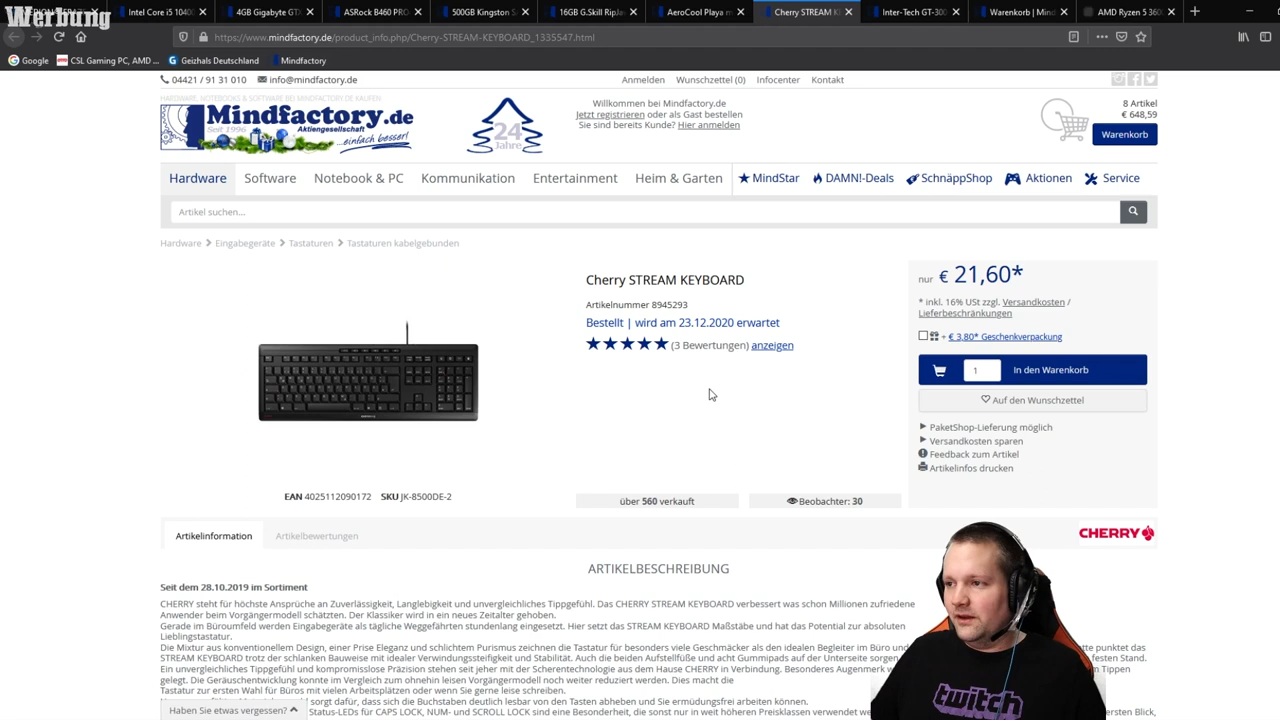 Werbung
Intel Core i5 1040
4GB Gigabyte GT
ASRock B460 PRO
500GB Kingston S
16GB G.Skill RipJa
AeroCool Playa m
Cherry STREAM K
Inter-Tech GT-300
Warenkorb | Mind
AMD Ryzen 5 360
https://www.mindfactory.de/product_info.php/Cherry-STREAM-KEYBOARD_1335547.html
Google CSL Gaming PC, AMD ... Geizhals Deutschland Mindfactory
04421 / 91 31 010 info@mindfactory.de Anmelden Wunschzettel (0) Infocenter Kontakt
HARDWARE, NOTEBOOKS & SOFTWARE BEI MINDFACTORY.DE KAUFEN
Mindfactory.de
Seit 1996 Aktiengesellschaft
...einfach besser!
24
Jahre
Willkommen bei Mindfactory.de
Jetzt registrieren oder als Gast bestellen
Sie sind bereits Kunde? Hier anmelden
8 Artikel
€ 648,59
Warenkorb
Hardware Software Notebook & PC Kommunikation Entertainment Heim & Garten MindStar DAMN!-Deals SchnäppShop Aktionen Service
Artikel suchen...
Hardware Eingabegeräte Tastaturen Tastaturen kabelgebunden
Cherry STREAM KEYBOARD
Artikelnummer 8945293
Bestellt | wird am 23.12.2020 erwartet
(3 Bewertungen) anzeigen
nur € 21,60*
* inkl. 16% USt zzgl. Versandkosten /
Lieferbeschränkungen
+ € 3,80* Geschenkverpackung
1 In den Warenkorb
Auf den Wunschzettel
PaketShop-Lieferung möglich
Versandkosten sparen
Feedback zum Artikel
Artikelinfos drucken
EAN 4025112090172 SKU JK-8500DE-2
über 560 verkauft
Beobachter: 30
Artikelinformation Artikelbewertungen
CHERRY
ARTIKELBESCHREIBUNG
Seit dem 28.10.2019 im Sortiment
CHERRY steht für höchste Ansprüche an Zuverlässigkeit, Langlebigkeit und unvergleichliches Tippgefühl. Das CHERRY STREAM KEYBOARD verbessert was schon Millionen zufriedene
Anwender beim Vorgängermodell schätzten. Der Klassiker wird in ein neues Zeitalter gehoben.
Gerade im Büroumfeld werden Eingabegeräte als tägliche Weggefährten stundenlang eingesetzt. Hier setzt das STREAM KEYBOARD Maßstäbe und hat das Potential zur absoluten
Lieblingstastatur.
Die Mixtur aus konventionellem Design, einer Prise Eleganz und schlichtem Purismus zeichnen die Tastatur für besonders viele Geschmäcker als den idealen Begleiter im Büro und punktet das
STREAM KEYBOARD trotz der schlanken Bauweise mit idealer Verwindungssteifigkeit und Stabilität. Auch die beiden Aufstellfüße und acht Gummipads auf der Unterseite sorgen festen Stand.
Ein unvergleichliches Tippgefühl und kompromisslose Präzision stehen seit jeher mit der Scherentechnologie aus dem Hause CHERRY in Verbindung. Besonderes Augenmerk Tippen
gelegt. Die Geräuschentwicklung konnte im Vergleich zum ohnehin leisen Vorgängermodell noch weiter reduziert werden. Dies macht die
Tastatur zur ersten Wahl für Büros mit vielen Arbeitsplätzen oder wenn Sie gerne leise schreiben.
sorgt dafür, dass sich die Buchstaben deutlich lesbar von den Tasten abheben und Sie ermüdungsfrei arbeiten können.
Haben Sie etwas vergessen?
Status-LEDs für CAPS LOCK, NUM- und SCROLL LOCK sind eine Besonderheit, die sonst nur in weit höheren Preisklassen verwendet ersten Blick,
twitch